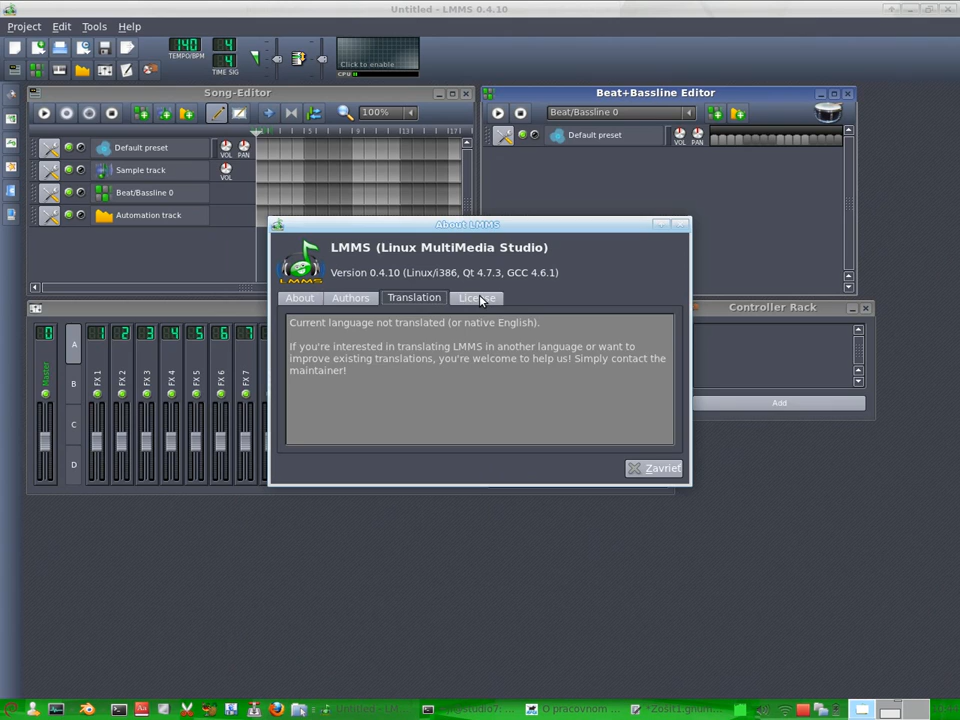 Untitled - LMMS 0.4.10
Project Edit Tools Help
140
TEMPO/BPM
4
4
TIME SIG
Click to enable
CPU
Song-Editor
100%
Default preset
VOL PAN
Sample track
VOL
Beat/Bassline 0
Automation track
Beat+Bassline Editor
Beat/Bassline 0
Default preset
VOL PAN
About LMMS
LMMS (Linux MultiMedia Studio)
Version 0.4.10 (Linux/i386, Qt 4.7.3, GCC 4.6.1)
About Authors Translation License
Current language not translated (or native English).
If you're interested in translating LMMS in another language or want to
improve existing translations, you're welcome to help us! Simply contact the
maintainer!
Zavrieť
Controller Rack
Add
0 1 2 3 4 5 6 7
Master FX 1 FX 2 FX 3 FX 4 FX 5 FX 6 FX 7
A
B
C
D
O pracovnom